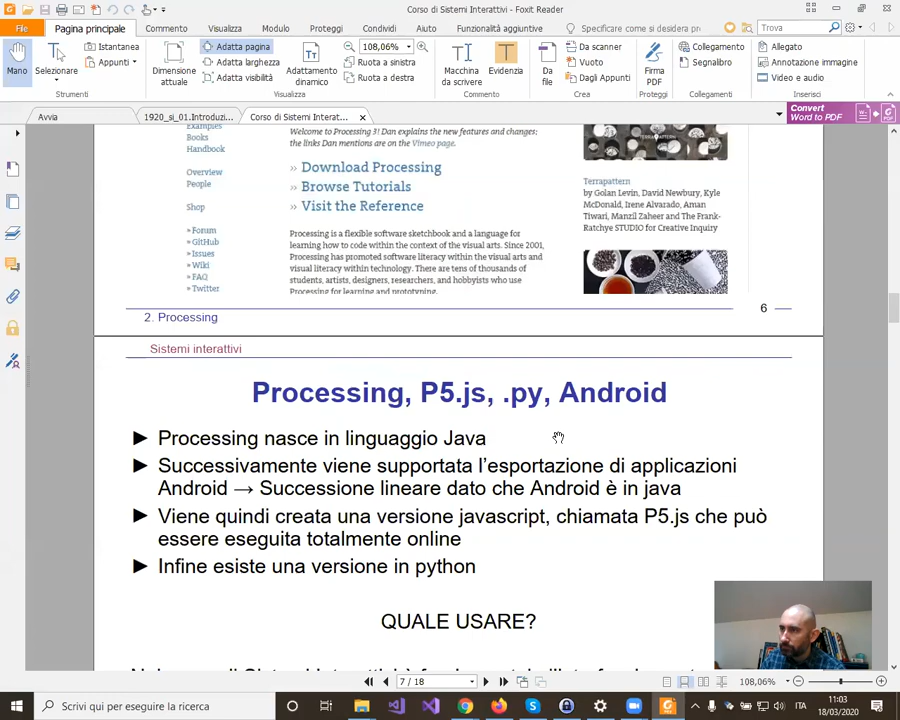 Corso di Sistemi Interattivi - Foxit Reader
File Pagina principale Commento Visualizza Modulo Proteggi Condividi Aiuto Funzionalità aggiuntive Specificare come si desidera p Trova
Mano
Selezionare
Istantanea
Appunti
Strumenti
Dimensione attuale
Adatta pagina
Adatta larghezza
Adatta visibilità
Adattamento dinamico
108,06%
Ruota a sinistra
Ruota a destra
Visualizza
Macchina da scrivere
Evidenza
Commento
Da file
Da scanner
Vuoto
Dagli Appunti
Crea
Firma PDF
Proteggi
Collegamento
Segnalibro
Collegamenti
Allegato
Annotazione immagine
Video e audio
Inserisci
Avvia 1920_si_01.Introduzi... Corso di Sistemi Interat...
Convert
Word to PDF
Examples
Books
Handbook
Overview
People
Shop
» Forum
» GitHub
» Issues
» Wiki
» FAQ
» Twitter
Welcome to Processing 3! Dan explains the new features and changes;
the links Dan mentions are on the Vimeo page.
» Download Processing
» Browse Tutorials
» Visit the Reference
Processing is a flexible software sketchbook and a language for
learning how to code within the context of the visual arts. Since 2001,
Processing has promoted software literacy within the visual arts and
visual literacy within technology. There are tens of thousands of
students, artists, designers, researchers, and hobbyists who use
Processing for learning and prototyping.
Terrapattern
by Golan Levin, David Newbury, Kyle
McDonald, Irene Alvarado, Aman
Tiwari, Manzil Zaheer and The Frank-
Ratchye STUDIO for Creative Inquiry
2. Processing
6
Sistemi interattivi
Processing, P5.js, .py, Android
► Processing nasce in linguaggio Java
► Successivamente viene supportata l'esportazione di applicazioni
Android → Successione lineare dato che Android è in java
► Viene quindi creata una versione javascript, chiamata P5.js che può
essere eseguita totalmente online
► Infine esiste una versione in python
QUALE USARE?
7 / 18
108,06%
Scrivi qui per eseguire la ricerca
ITA
11:03
18/03/2020